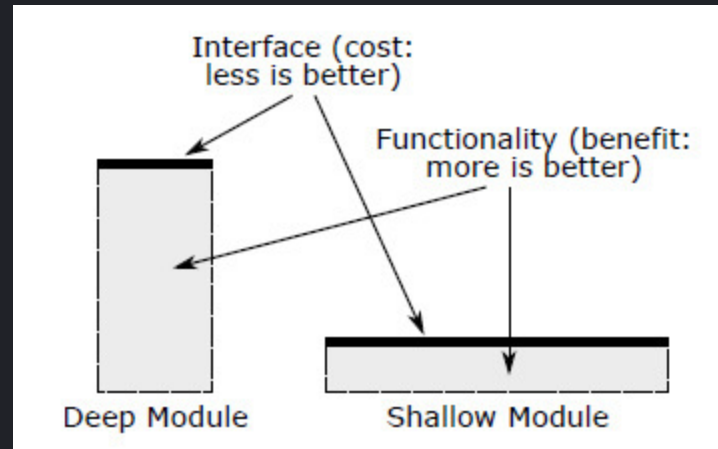 Interface (cost:
less is better)
Functionality (benefit:
more is better)
Deep Module
Shallow Module